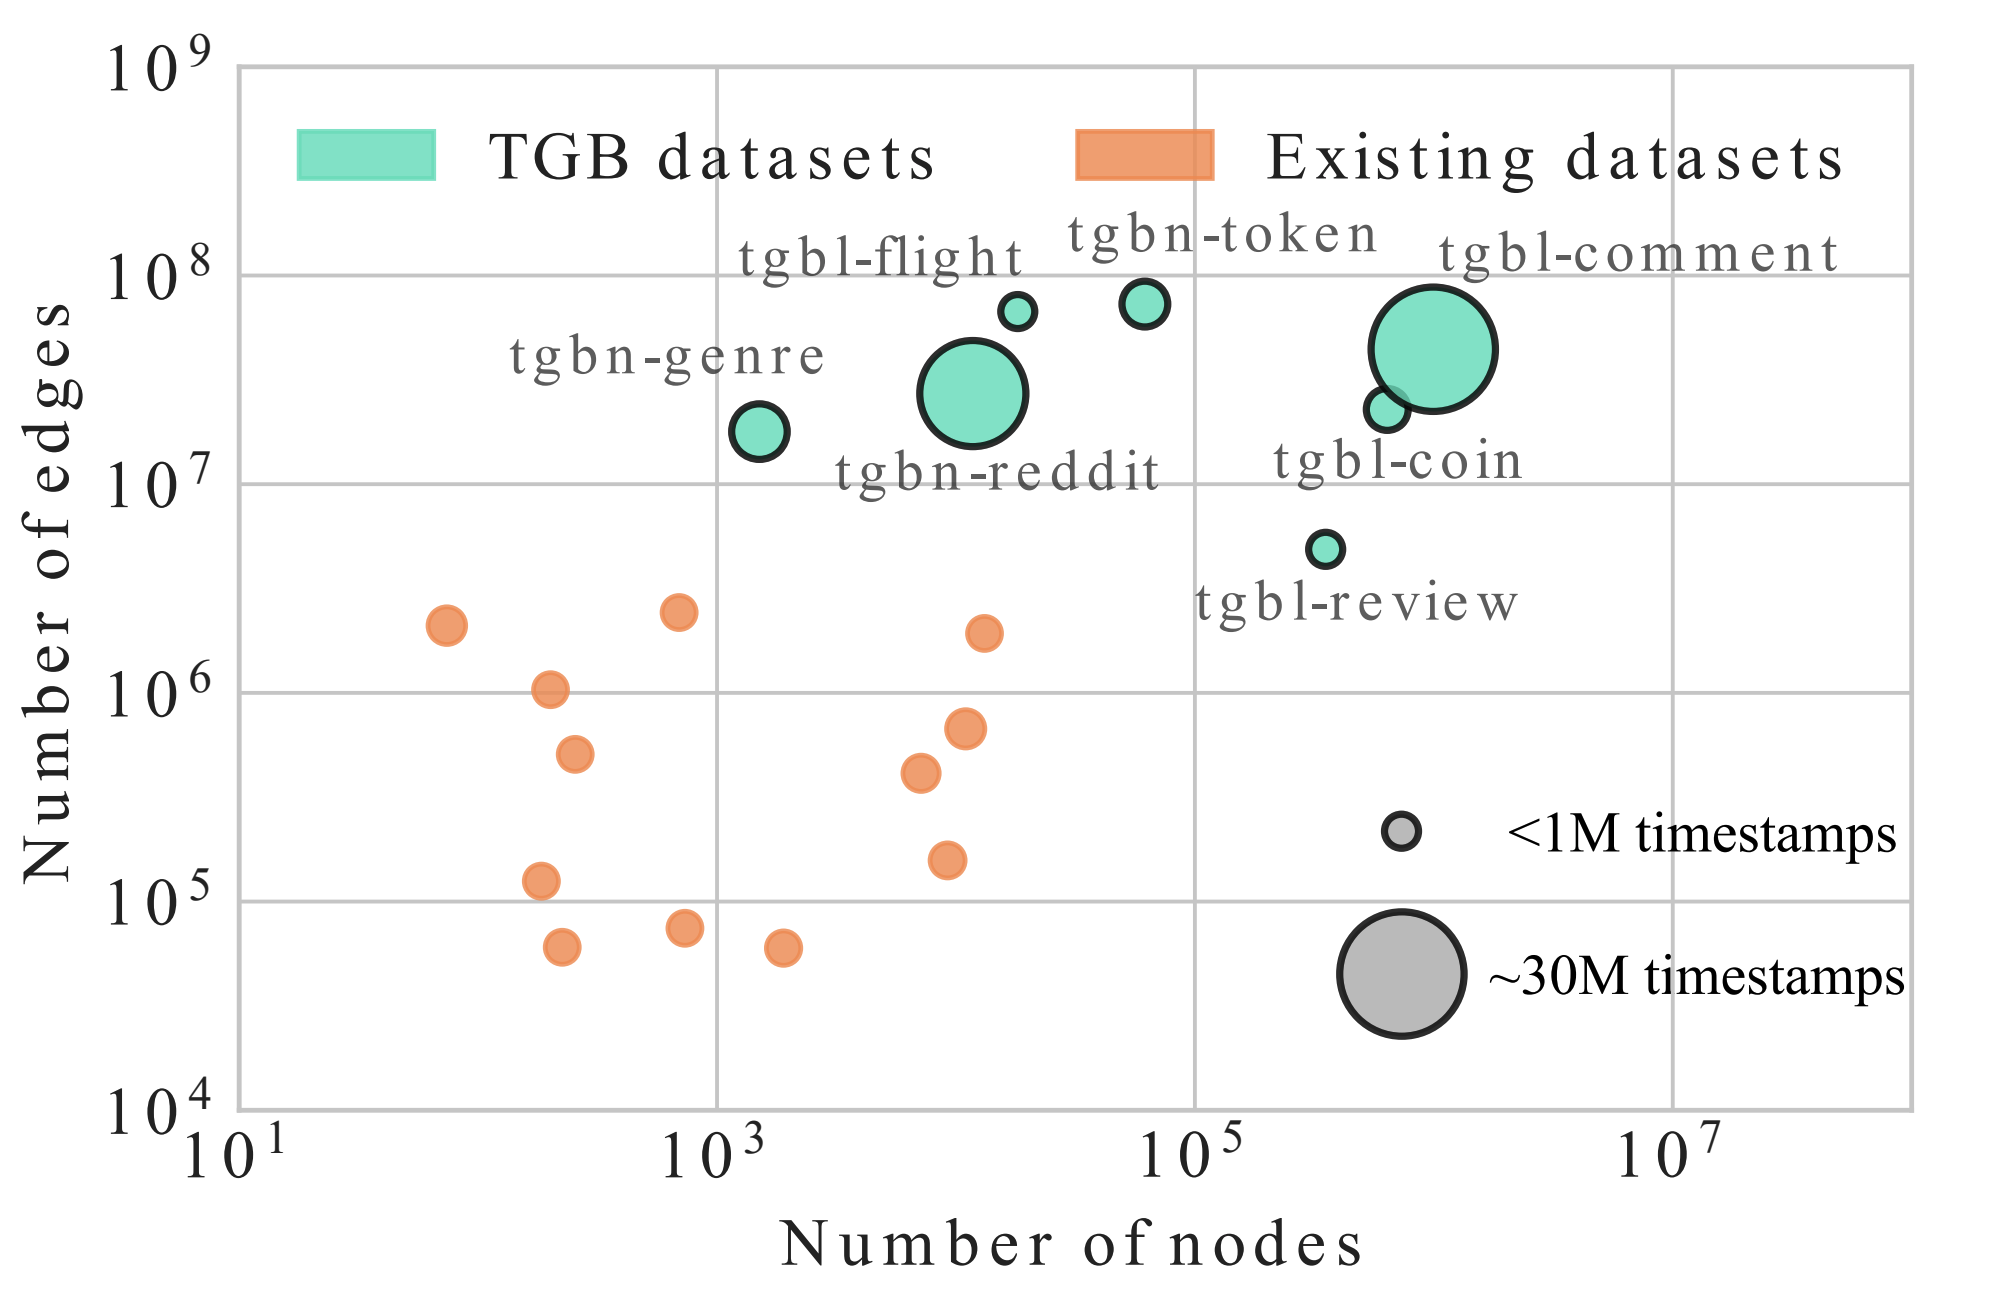 10^9
TGB datasets
Existing datasets
tgbn-token
tgbl-comment
tgbl-flight
10^8
tgbn-genre
tgbn-reddit
tgbl-coin
10^7
tgbl-review
10^6
<1M timestamps
10^5
~30M timestamps
10^4
10^1
10^3
10^5
10^7
Number of edges
Number of nodes